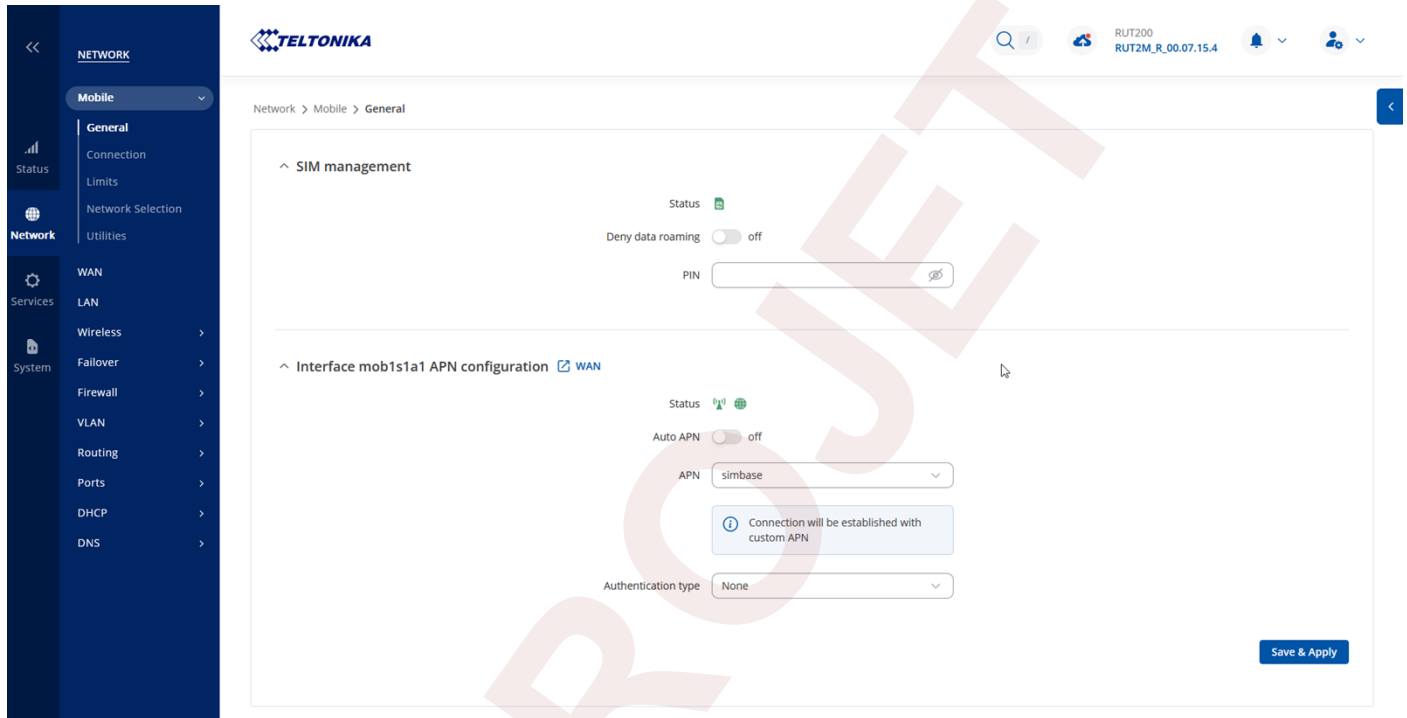 NETWORK
TELTONIKA
/
RUT200
RUT2M_R_00.07.15.4
Mobile
General
Connection
Limits
Network Selection
Utilities
WAN
LAN
Wireless
Failover
Firewall
VLAN
Routing
Ports
DHCP
DNS
Status
Network
Services
System
Network > Mobile > General
SIM management
Status
Deny data roaming off
PIN
Interface mob1s1a1 APN configuration WAN
Status
Auto APN off
APN simbase
Connection will be established with
custom APN
Authentication type None
Save & Apply
ROJET